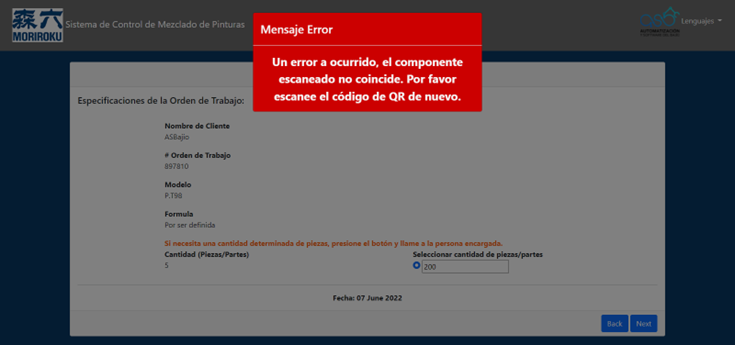 森六
MORIROKU
Sistema de Control de Mezclado de Pinturas
Lenguajes
Mensaje Error
Un error a ocurrido, el componente
escaneado no coincide. Por favor
escanee el código de QR de nuevo.
Especificaciones de la Orden de Trabajo:
Nombre de Cliente
ASBajio
# Orden de Trabajo
897810
Modelo
P.T98
Formula
Por ser definida
Si necesita una cantidad determinada de piezas, presione el botón y llame a la persona encargada.
Cantidad (Piezas/Partes)
5
Seleccionar cantidad de piezas/partes
200
Fecha: 07 June 2022
Back
Next